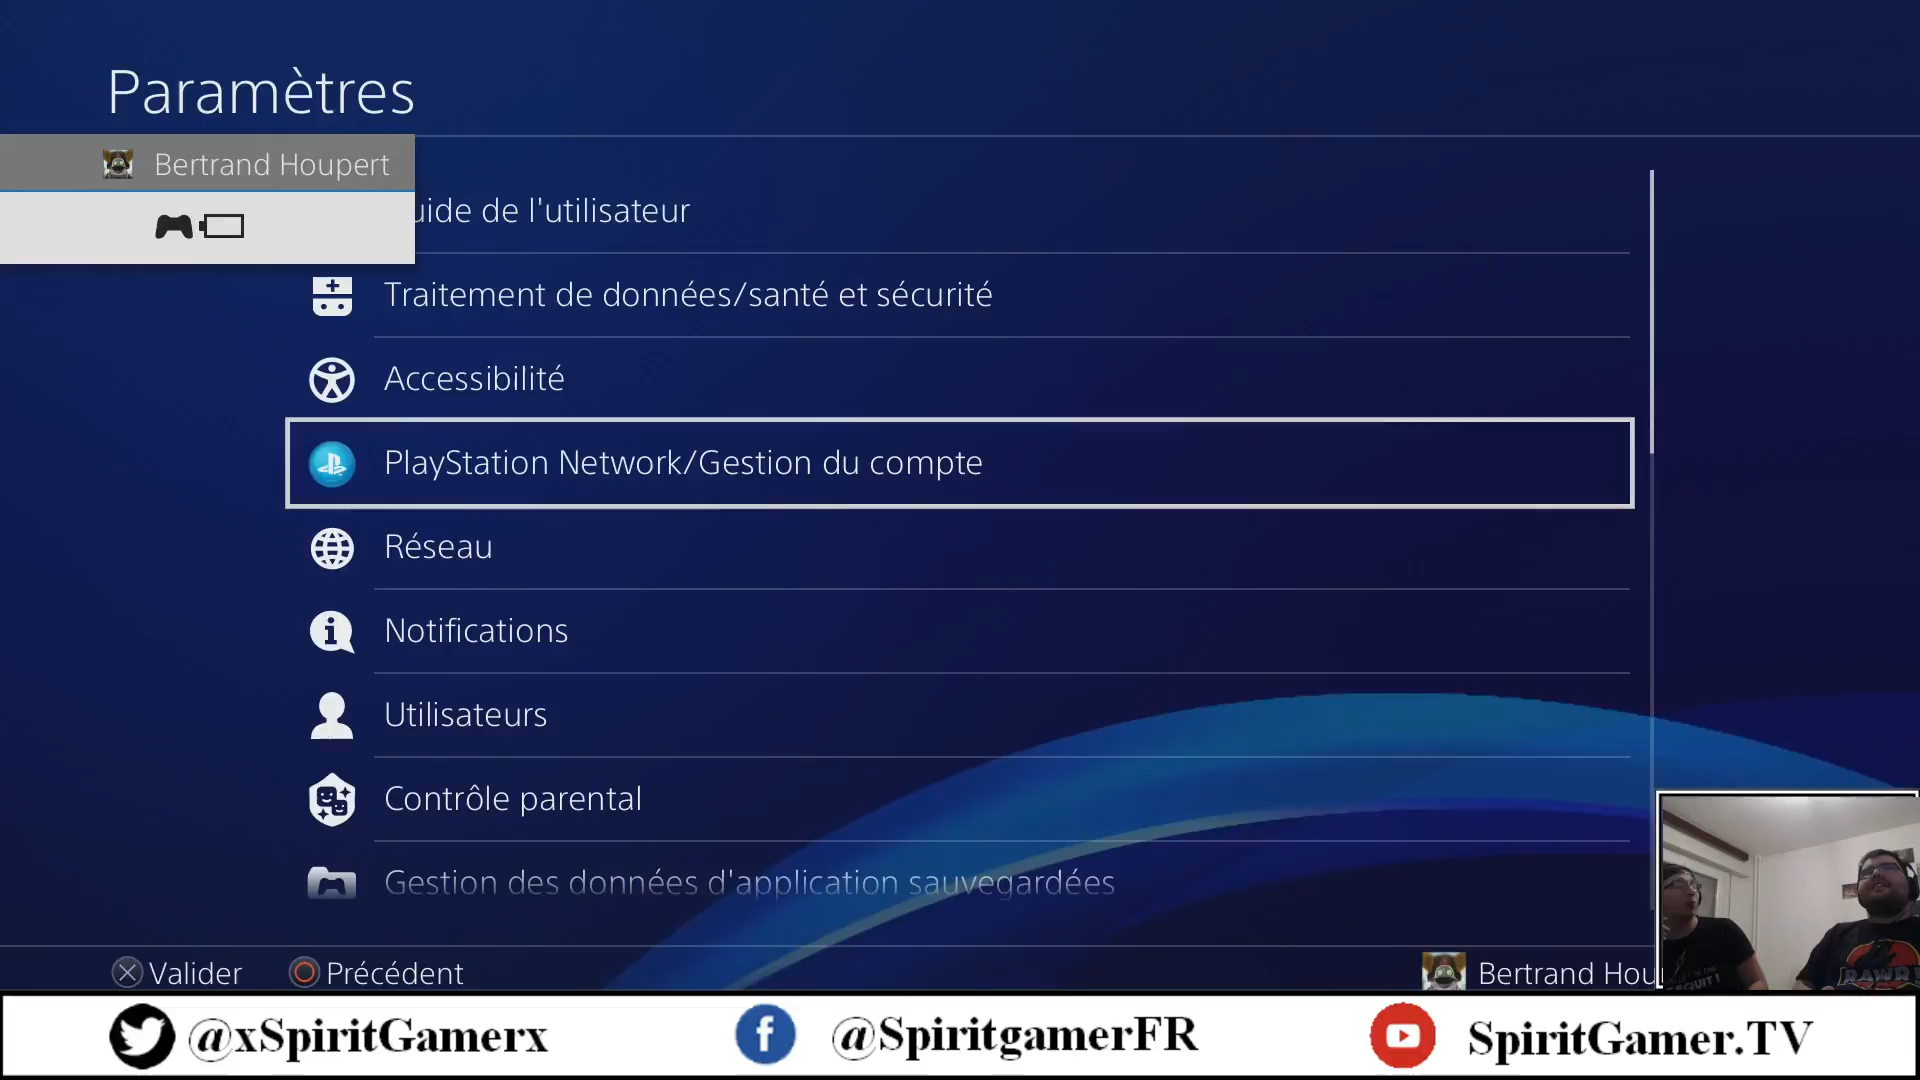 Paramètres
Bertrand Houpert
uide de l'utilisateur
Traitement de données/santé et sécurité
Accessibilité
PlayStation Network/Gestion du compte
Réseau
Notifications
Utilisateurs
Contrôle parental
Gestion des données d'application sauvegardées
Valider Précédent Bertrand Hou
RAWR
@xSpiritGamerx @SpiritgamerFR SpiritGamer.TV